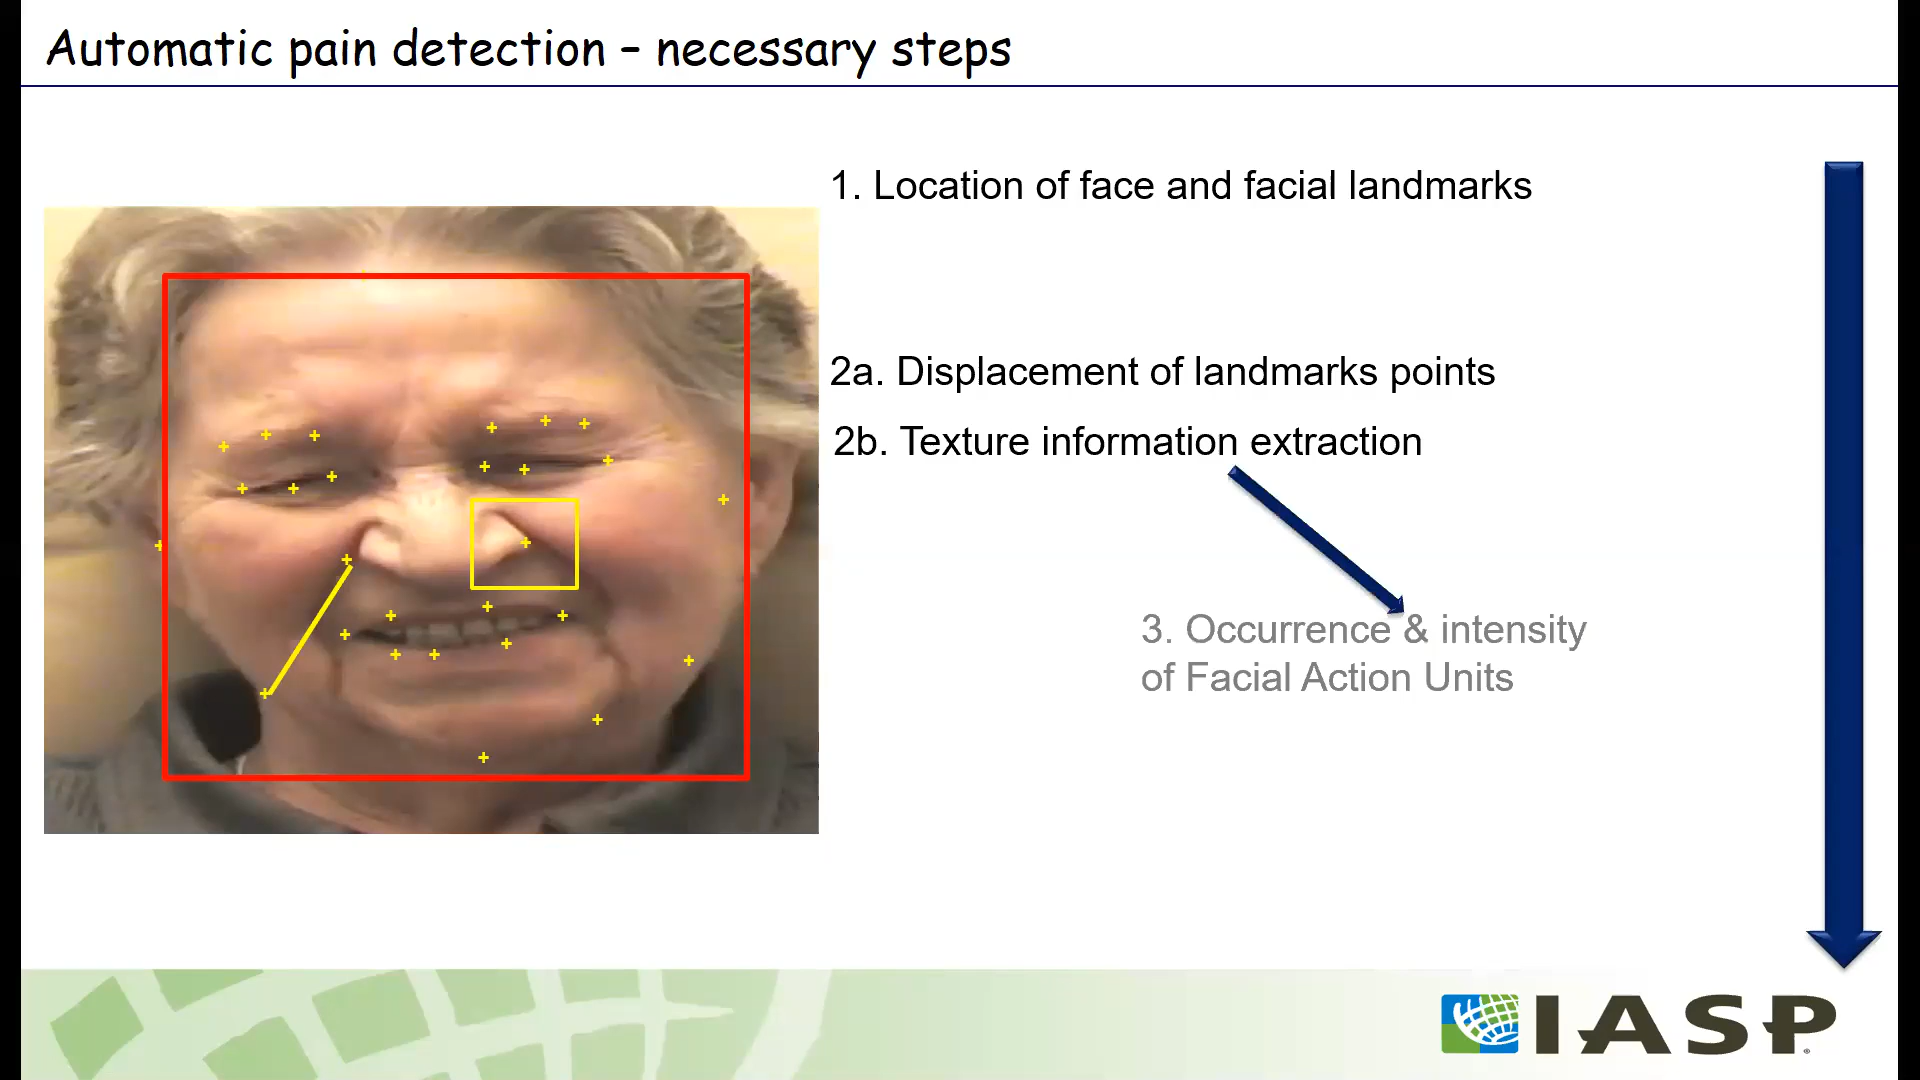 Automatic pain detection – necessary steps
1. Location of face and facial landmarks
2a. Displacement of landmarks points
2b. Texture information extraction
3. Occurrence & intensity
of Facial Action Units
IASP